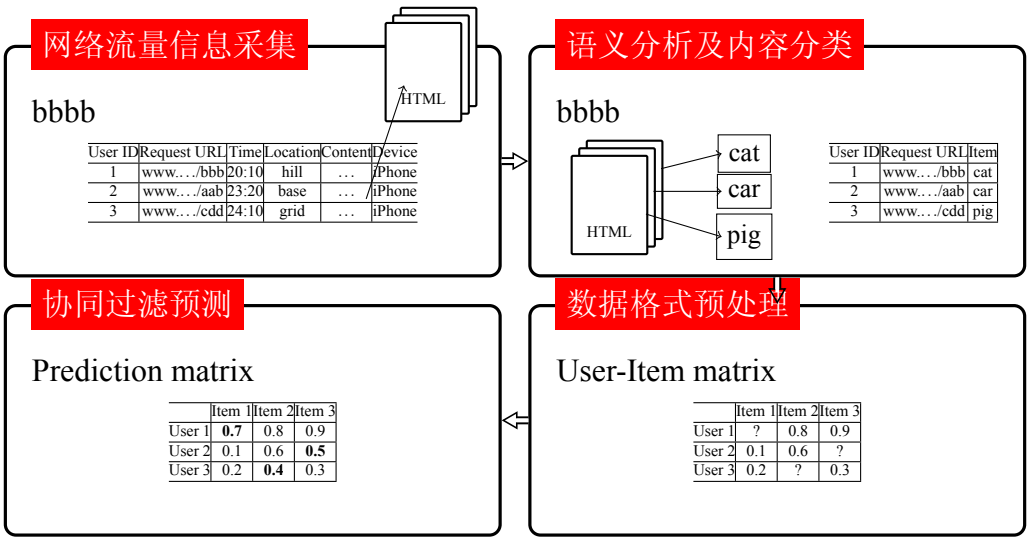 网络流量信息采集
bbbb
HTML
User ID Request URL Time Location Content Device
1 www.…/bbb 20:10 hill … iPhone
2 www.…/aab 23:20 base … iPhone
3 www.…/cdd 24:10 grid … iPhone
语义分析及内容分类
bbbb
HTML
cat
car
pig
User ID Request URL Item
1 www.…/bbb cat
2 www.…/aab car
3 www.…/cdd pig
协同过滤预测
Prediction matrix
Item 1 Item 2 Item 3
User 1 0.7 0.8 0.9
User 2 0.1 0.6 0.5
User 3 0.2 0.4 0.3
数据格式预处理
User-Item matrix
Item 1 Item 2 Item 3
User 1 ? 0.8 0.9
User 2 0.1 0.6 ?
User 3 0.2 ? 0.3